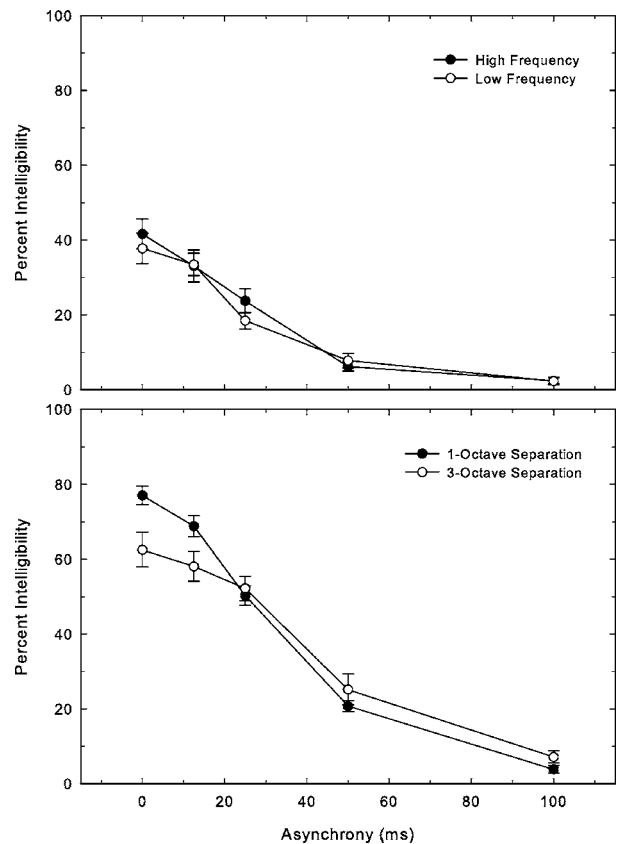 100
80
60
40
20
0
Percent Intelligibility
High Frequency
Low Frequency
100
80
60
40
20
0
Percent Intelligibility
1-Octave Separation
3-Octave Separation
0 20 40 60 80 100
Asynchrony (ms)